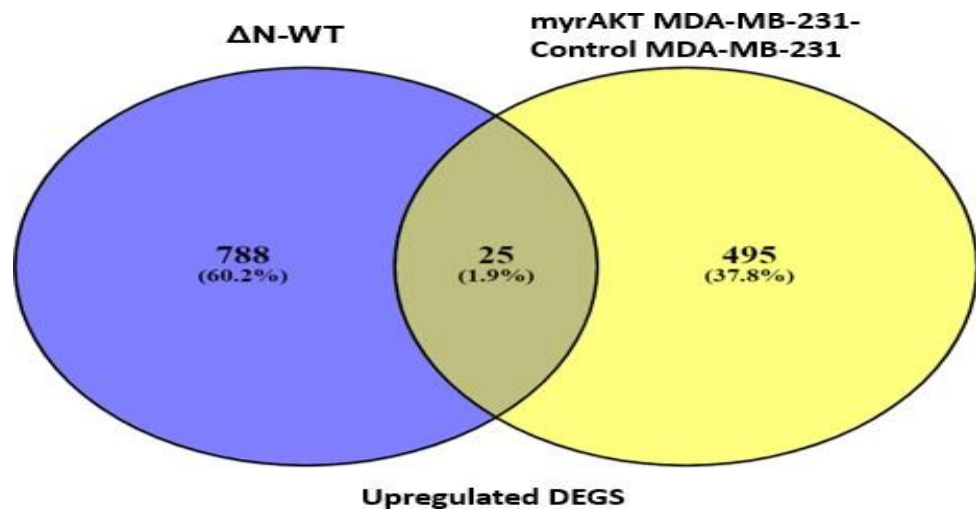 ΔN-WT
myrAKT MDA-MB-231-
Control MDA-MB-231
788
(60.2%)
25
(1.9%)
495
(37.8%)
Upregulated DEGS